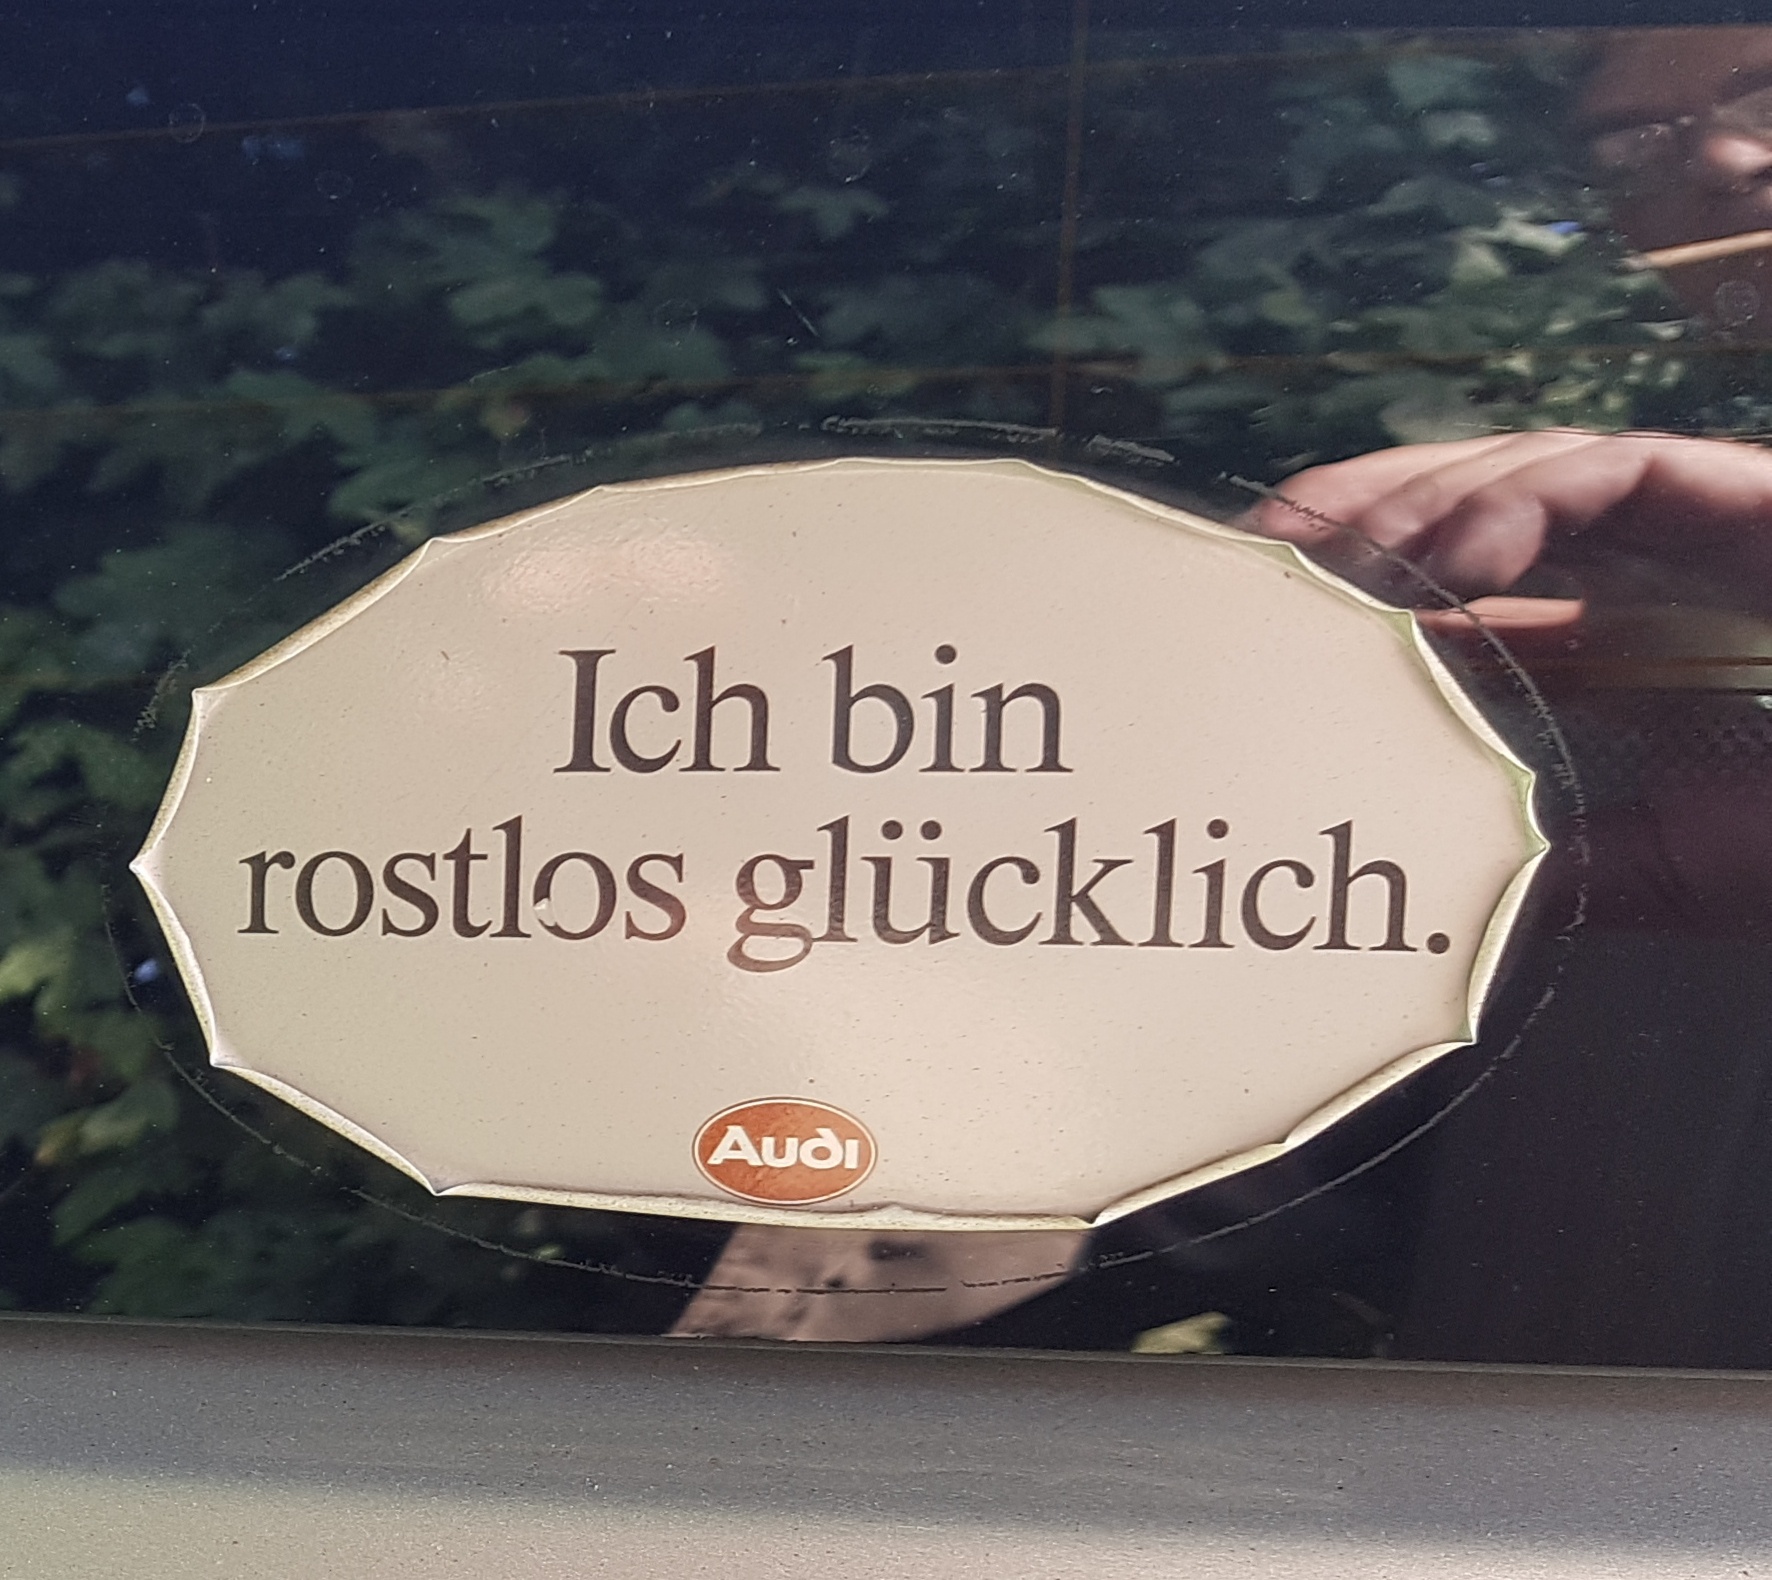 Ich bin
rostlos glücklich.
Audi